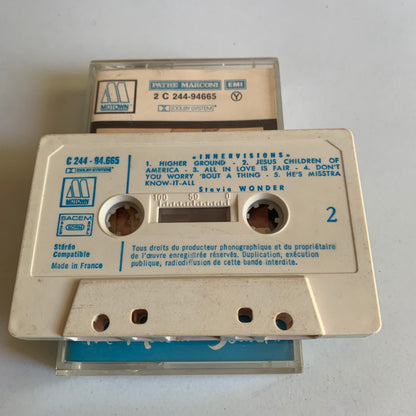 MOTOWN
PATHE MARCONI EMI
2 C 244-94665
DOLBY SYSTEM
Y
C 244 - 94.665
DOLBY SYSTEM
«INNERVISIONS»
1. HIGHER GROUND - 2. JESUS CHILDREN OF
AMERICA - 3. ALL IN LOVE IS FAIR - 4. DON'T
YOU WORRY 'BOUT A THING - 5. HE'S MISSTRA
KNOW-IT-ALL
Stevie WONDER
MOTOWN
100 50 0
SACEM
2
Stéréo
Compatible
Made in France
Tous droits du producteur phonographique et du propriétaire
de l'œuvre enregistrée réservés. Duplication, exécution
publique, radiodiffusion de cette bande interdite.